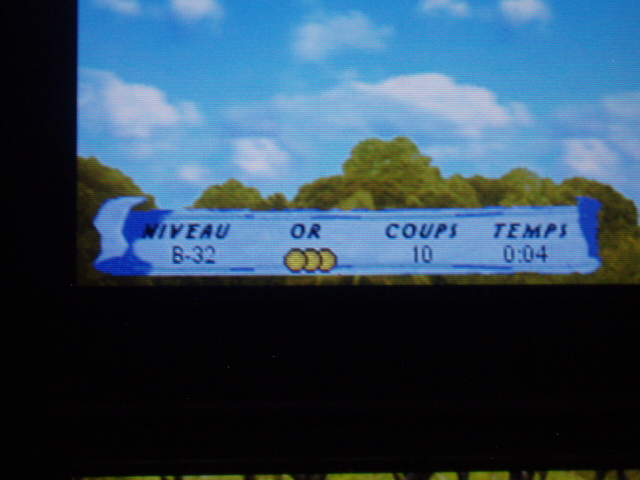 NIVEAU OR COUPS TEMPS
B-32 10 0:04